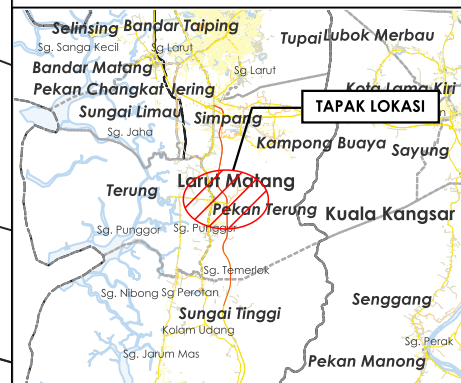 Selinsing Bandar Taiping
Tupai Lubok Merbau
Sg. Sanga Kecil Sg Larut
Bandar Matang
Sg Larut
Pekan Changkat Jering
Kota Lama Kiri
TAPAK LOKASI
Sungai Limau
Simpang
Sg. Jaha
Kampong Buaya
Sayung
Larut Matang
Terung
Pekan Terung
Kuala Kangsar
Sg. Punggor Sg. Punggor
Sg. Temerlok
Sg. Nibong Sg Perotan
Senggang
Sungai Tinggi
Kolam Udang
Sg. Perak
Sg. Jarum Mas
Pekan Manong